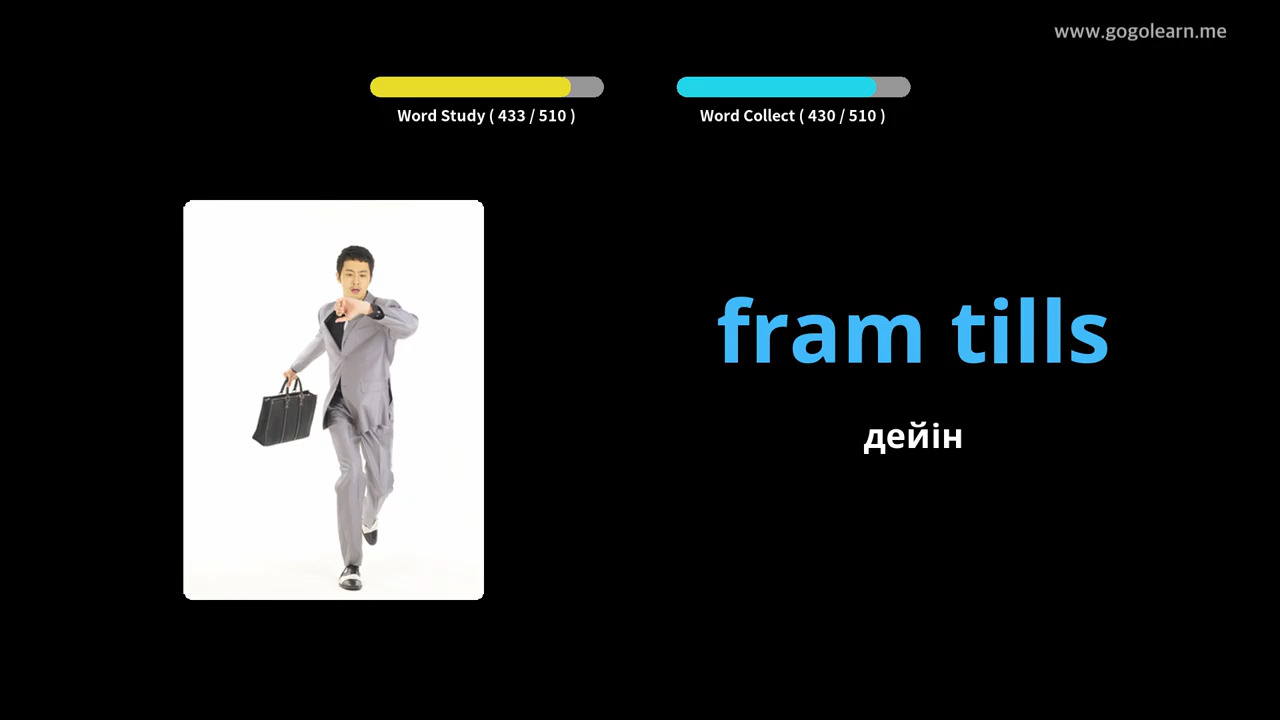 www.gogolearn.me
Word Study ( 433 / 510 )
Word Collect ( 430 / 510 )
fram tills
дейін